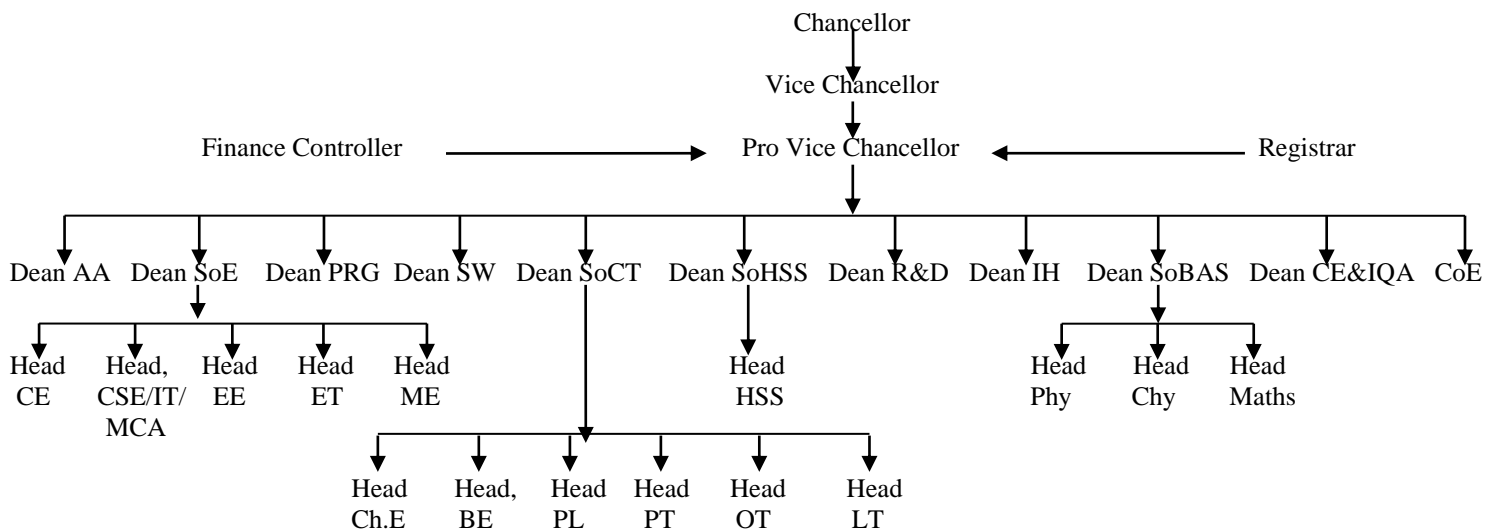 Chancellor
Vice Chancellor
Finance Controller Pro Vice Chancellor Registrar
Dean AA Dean SoE Dean PRG Dean SW Dean SoCT Dean SoHSS Dean R&D Dean IH Dean SoBAS Dean CE&IQA CoE
Head Head, Head Head Head Head Head Head Head
CE CSE/IT/ EE ET ME HSS Phy Chy Maths
MCA
Head Head, Head Head Head Head
Ch.E BE PL PT OT LT